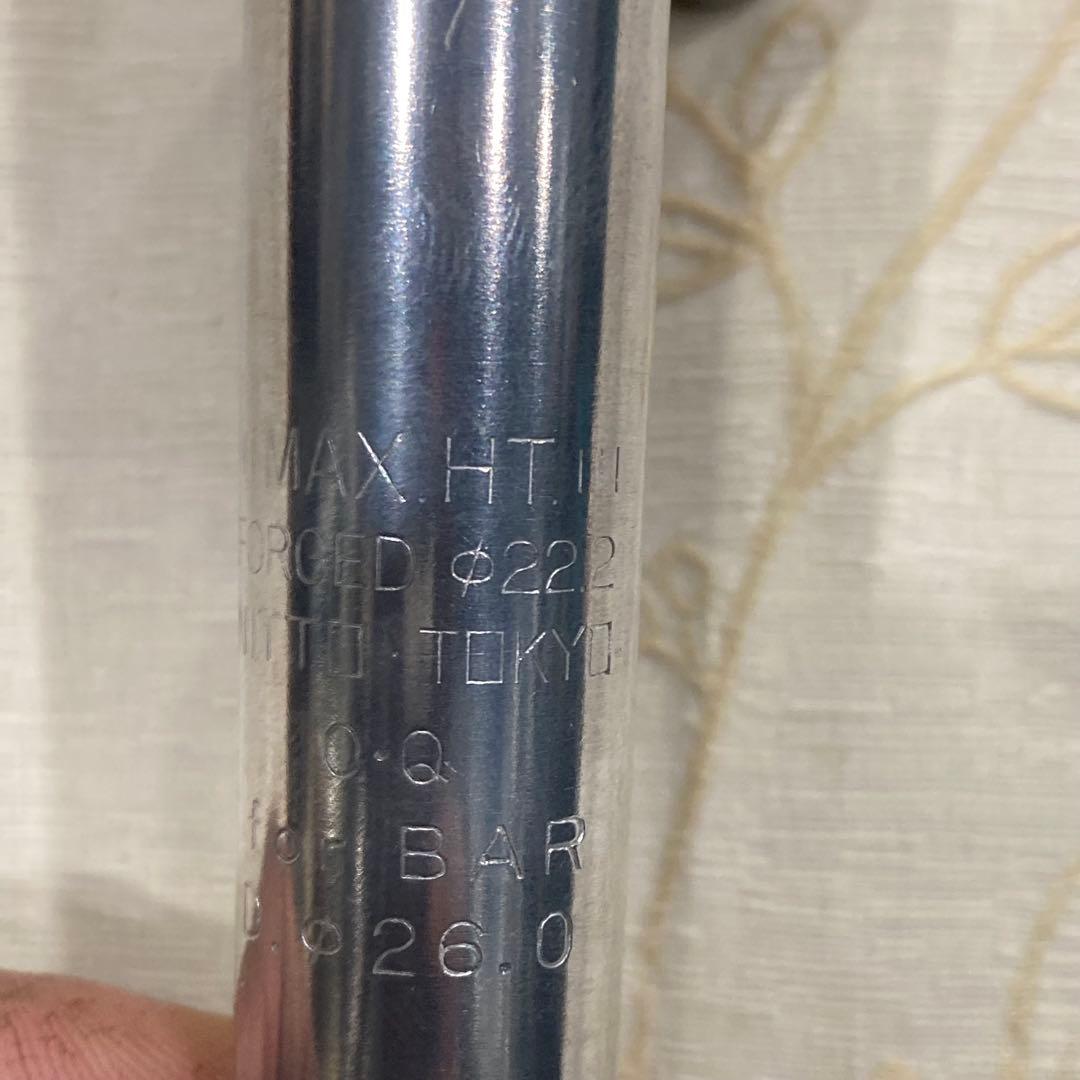 MAX.HT.
FORGED φ22.2
NITTO TOKYO
O.Q
for BAR
D.φ26.0